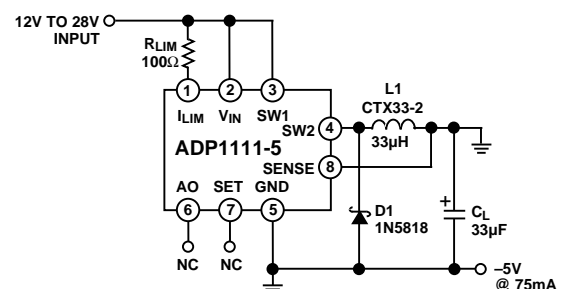 12V TO 28V
INPUT
RLIM
100Ω
1
2
3
ILIM
VIN
SW1
SW2
4
L1
CTX33-2
33µH
ADP1111-5
SENSE
8
AO
SET
GND
6
7
5
NC
NC
D1
1N5818
+
CL
33µF
–5V
@ 75mA